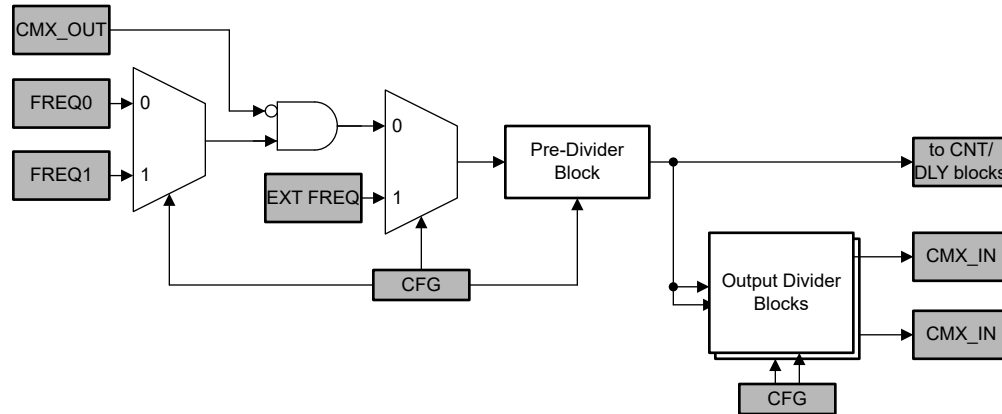 CMX_OUT
FREQ0
0
0
FREQ1
1
EXT FREQ
1
Pre-Divider
Block
to CNT/
DLY blocks
CFG
Output Divider
Blocks
CMX_IN
CMX_IN
CFG